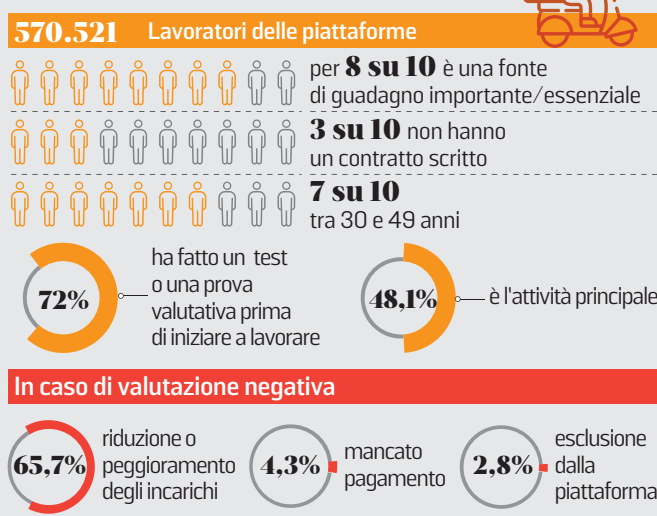 570.521 Lavoratori delle piattaforme
per 8 su 10 è una fonte
di guadagno importante/essenziale
3 su 10 non hanno
un contratto scritto
7 su 10
tra 30 e 49 anni
72%
ha fatto un test
o una prova
valutativa prima
di iniziare a lavorare
48,1%
è l'attività principale
In caso di valutazione negativa
65,7%
riduzione o
peggioramento
degli incarichi
4,3%
mancato
pagamento
2,8%
esclusione
dalla
piattaforma